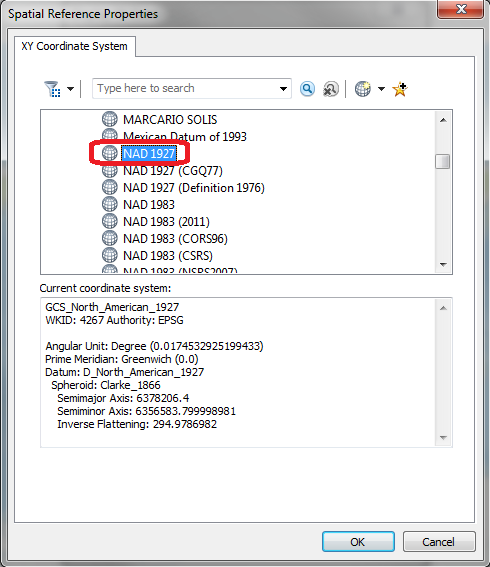 Spatial Reference Properties
XY Coordinate System
Type here to search
MARCARIO SOLIS
Mexican Datum of 1993
NAD 1927
NAD 1927 (CGQ77)
NAD 1927 (Definition 1976)
NAD 1983
NAD 1983 (2011)
NAD 1983 (CORS96)
NAD 1983 (CSRS)
NAD 1983 (NSRS2007)
Current coordinate system:
GCS_North_American_1927
WKID: 4267 Authority: EPSG
Angular Unit: Degree (0.0174532925199433)
Prime Meridian: Greenwich (0.0)
Datum: D_North_American_1927
Spheroid: Clarke_1866
Semimajor Axis: 6378206.4
Semiminor Axis: 6356583.799998981
Inverse Flattening: 294.9786982
OK
Cancel